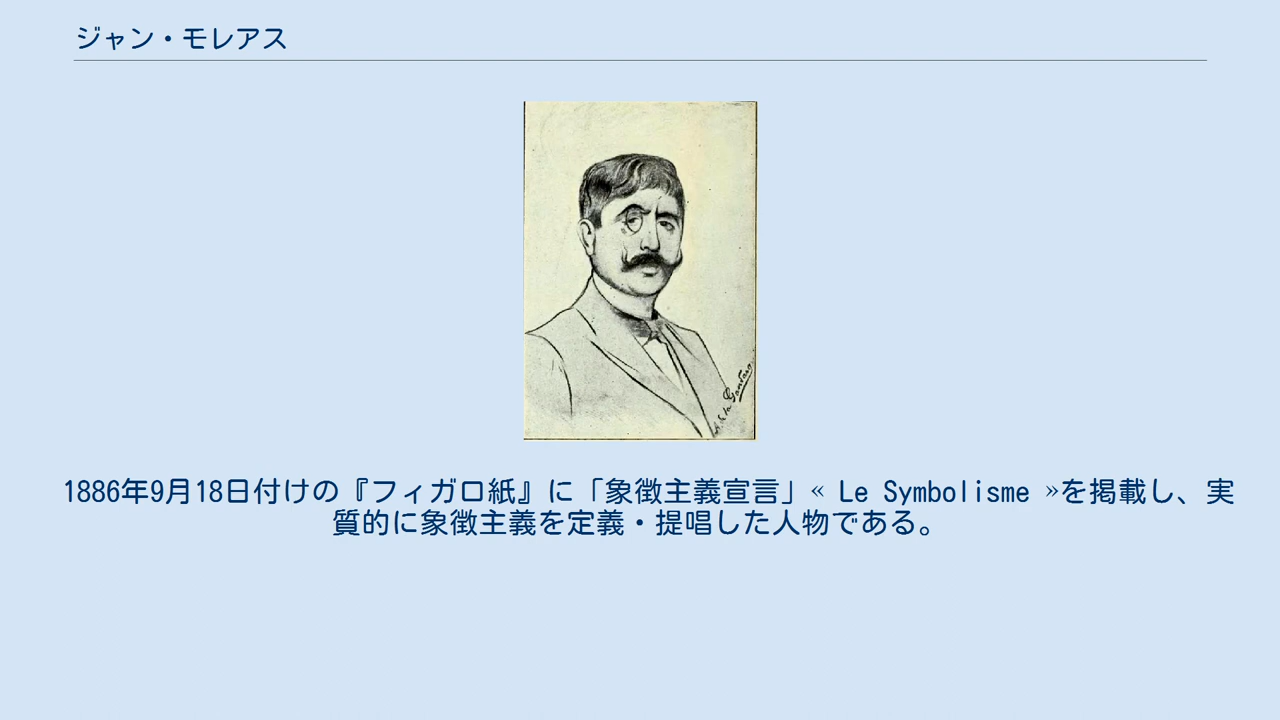 ジャン・モレアス
A. de la Gandara
1886年9月18日付けの『フィガロ紙』に「象徴主義宣言」« Le Symbolisme »を掲載し、実
質的に象徴主義を定義・提唱した人物である。